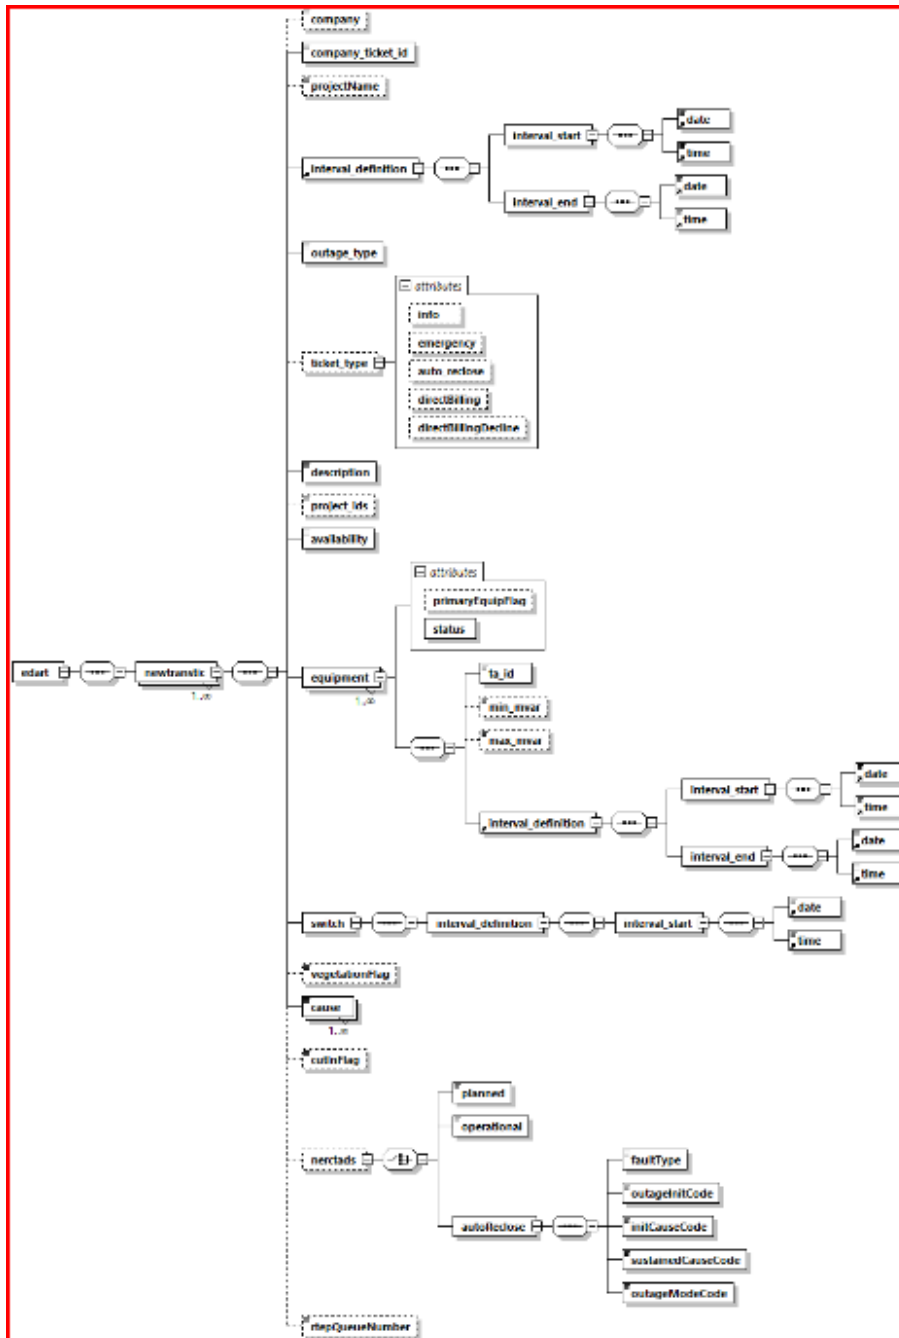 company
company_ticket_id
projectName
interval_definition
interval_start
date
time
interval_end
date
time
outage_type
ticket_type
attributes
info
emergency
auto_reclose
directBilling
directBillingDecline
description
project_ids
availability
edart
newtranstic
1..∞
equipment
1..∞
attributes
primaryEquipFlag
status
ta_id
min_mvar
max_mvar
interval_definition
interval_start
date
time
interval_end
date
time
switch
interval_definition
interval_start
date
time
vegetationFlag
cause
1..∞
cutInFlag
nerctads
planned
operational
autoReclose
faultType
outageInitCode
initCauseCode
sustainedCauseCode
outageModeCode
rtepQueueNumber